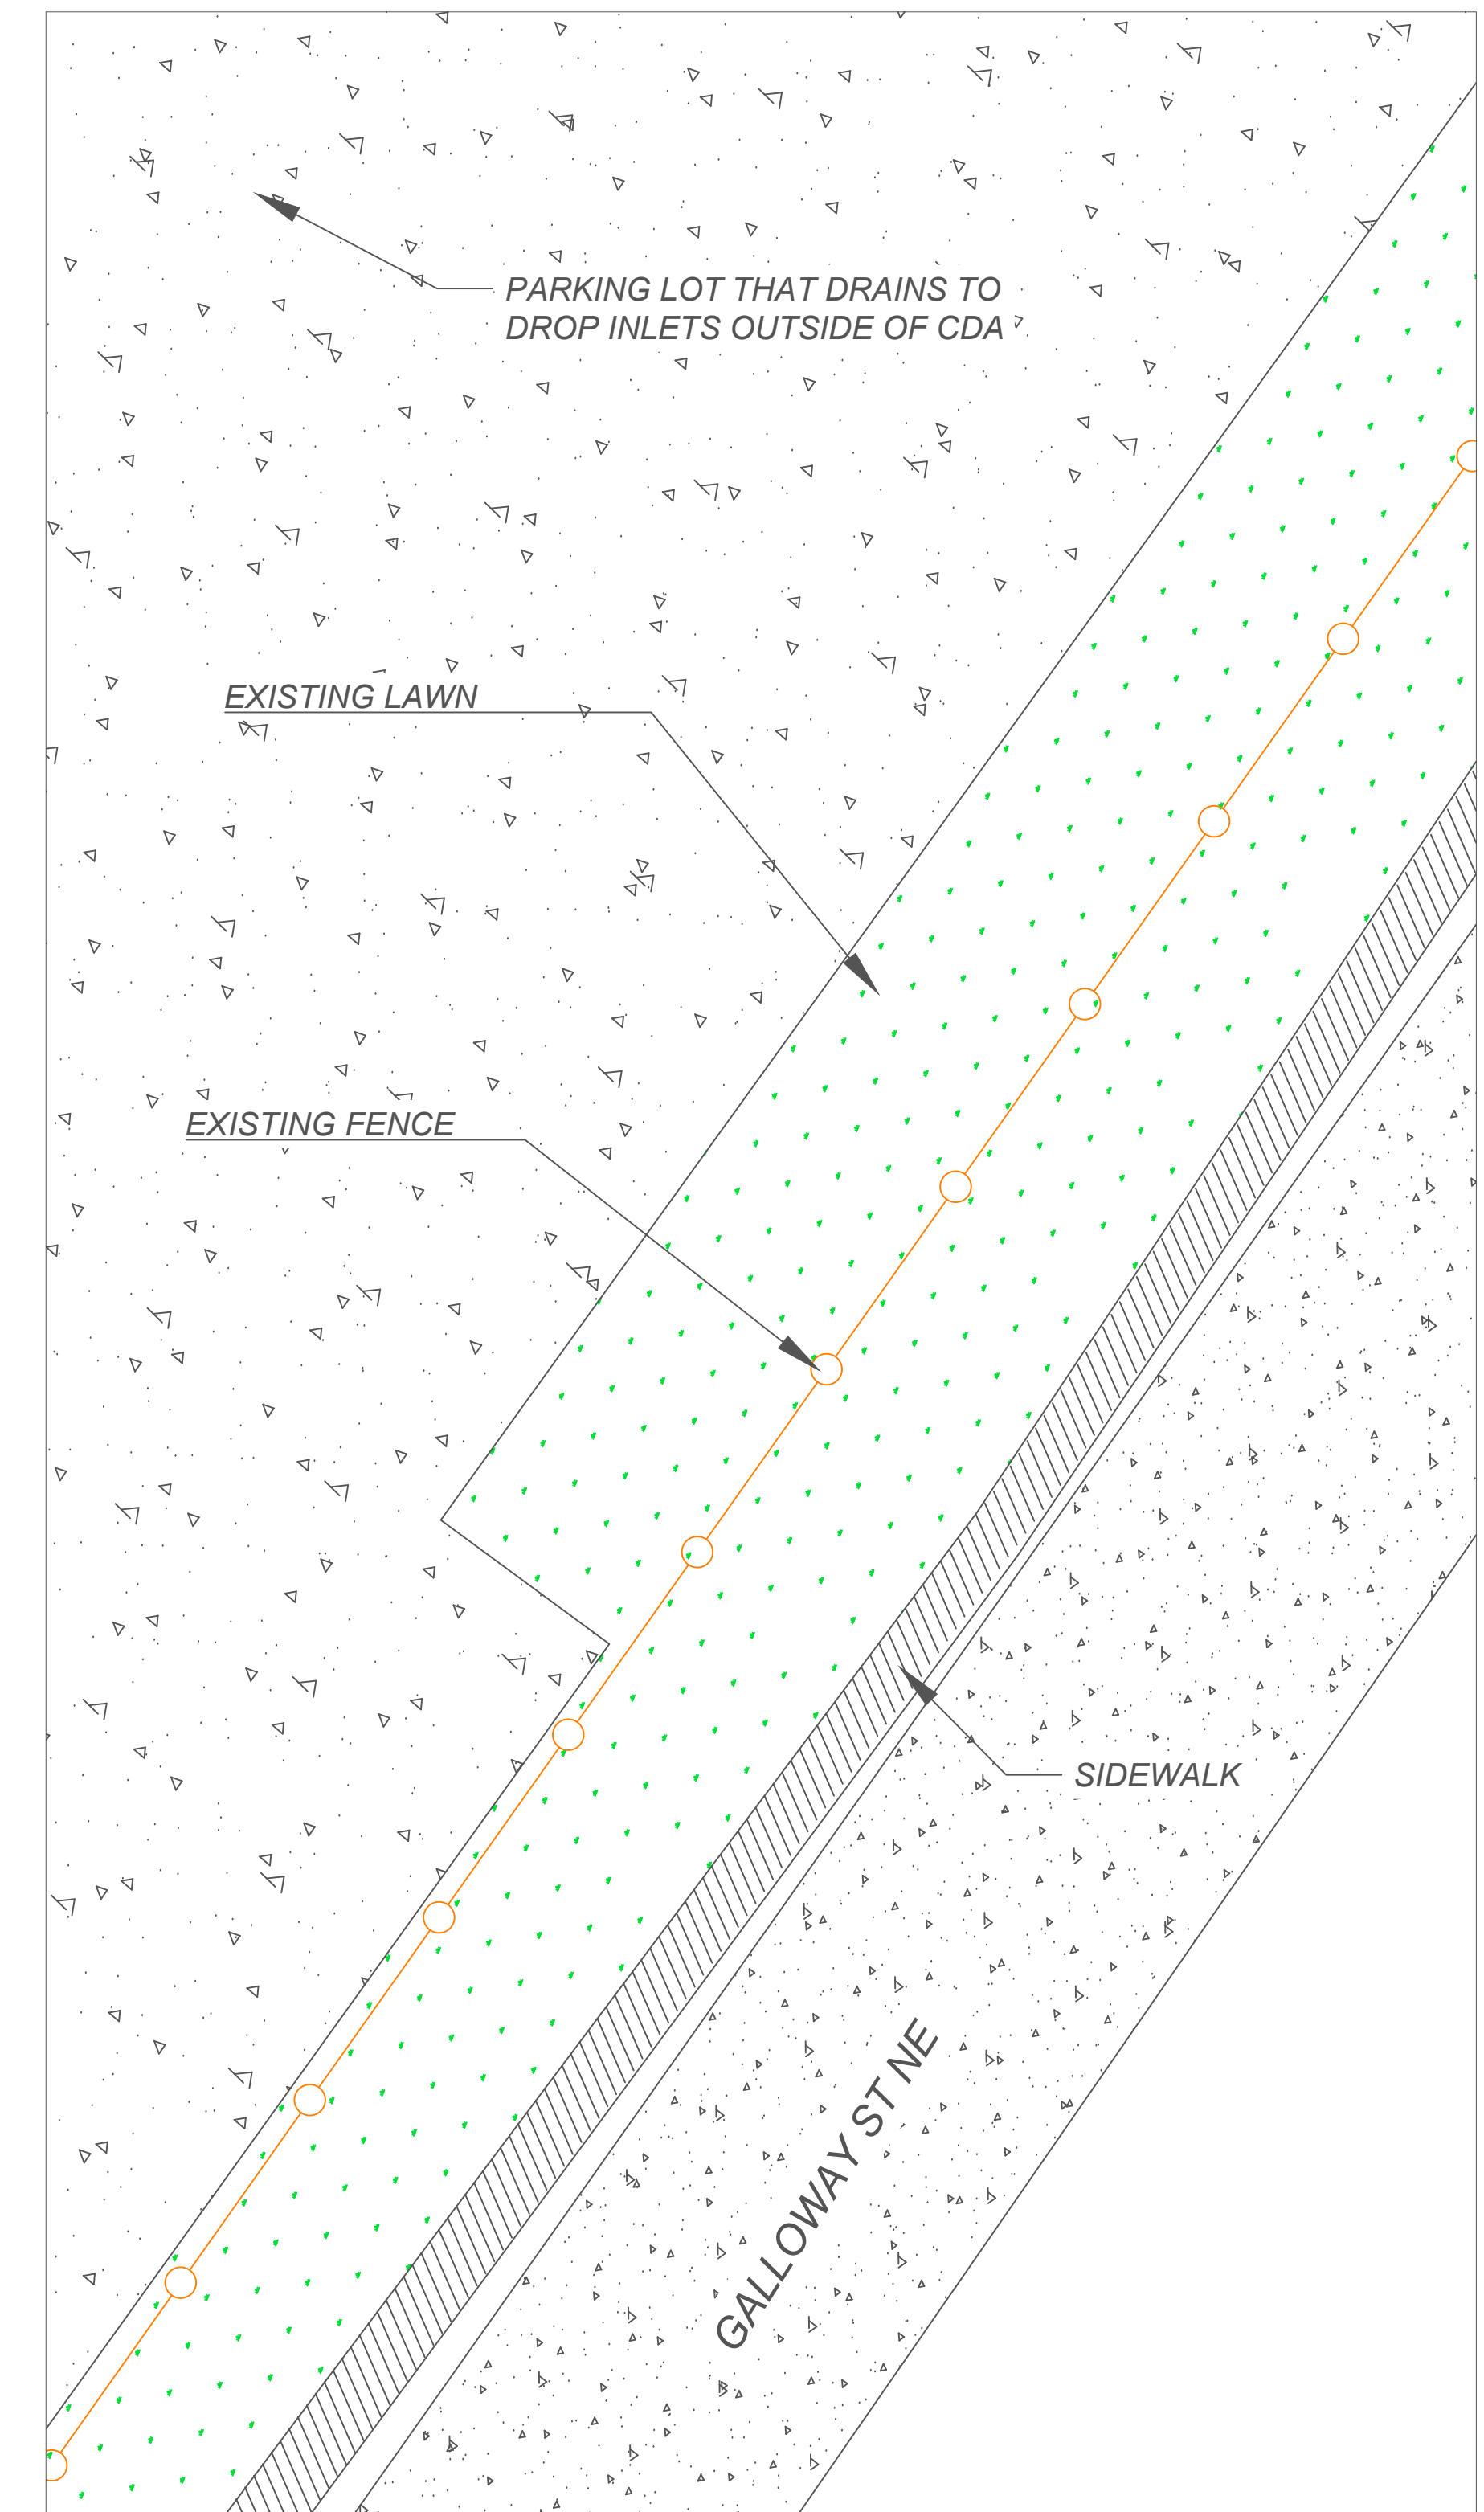 PARKING LOT THAT DRAINS TO
DROP INLETS OUTSIDE OF CDA
EXISTING LAWN
EXISTING FENCE
SIDEWALK
GALLOWAY ST NE